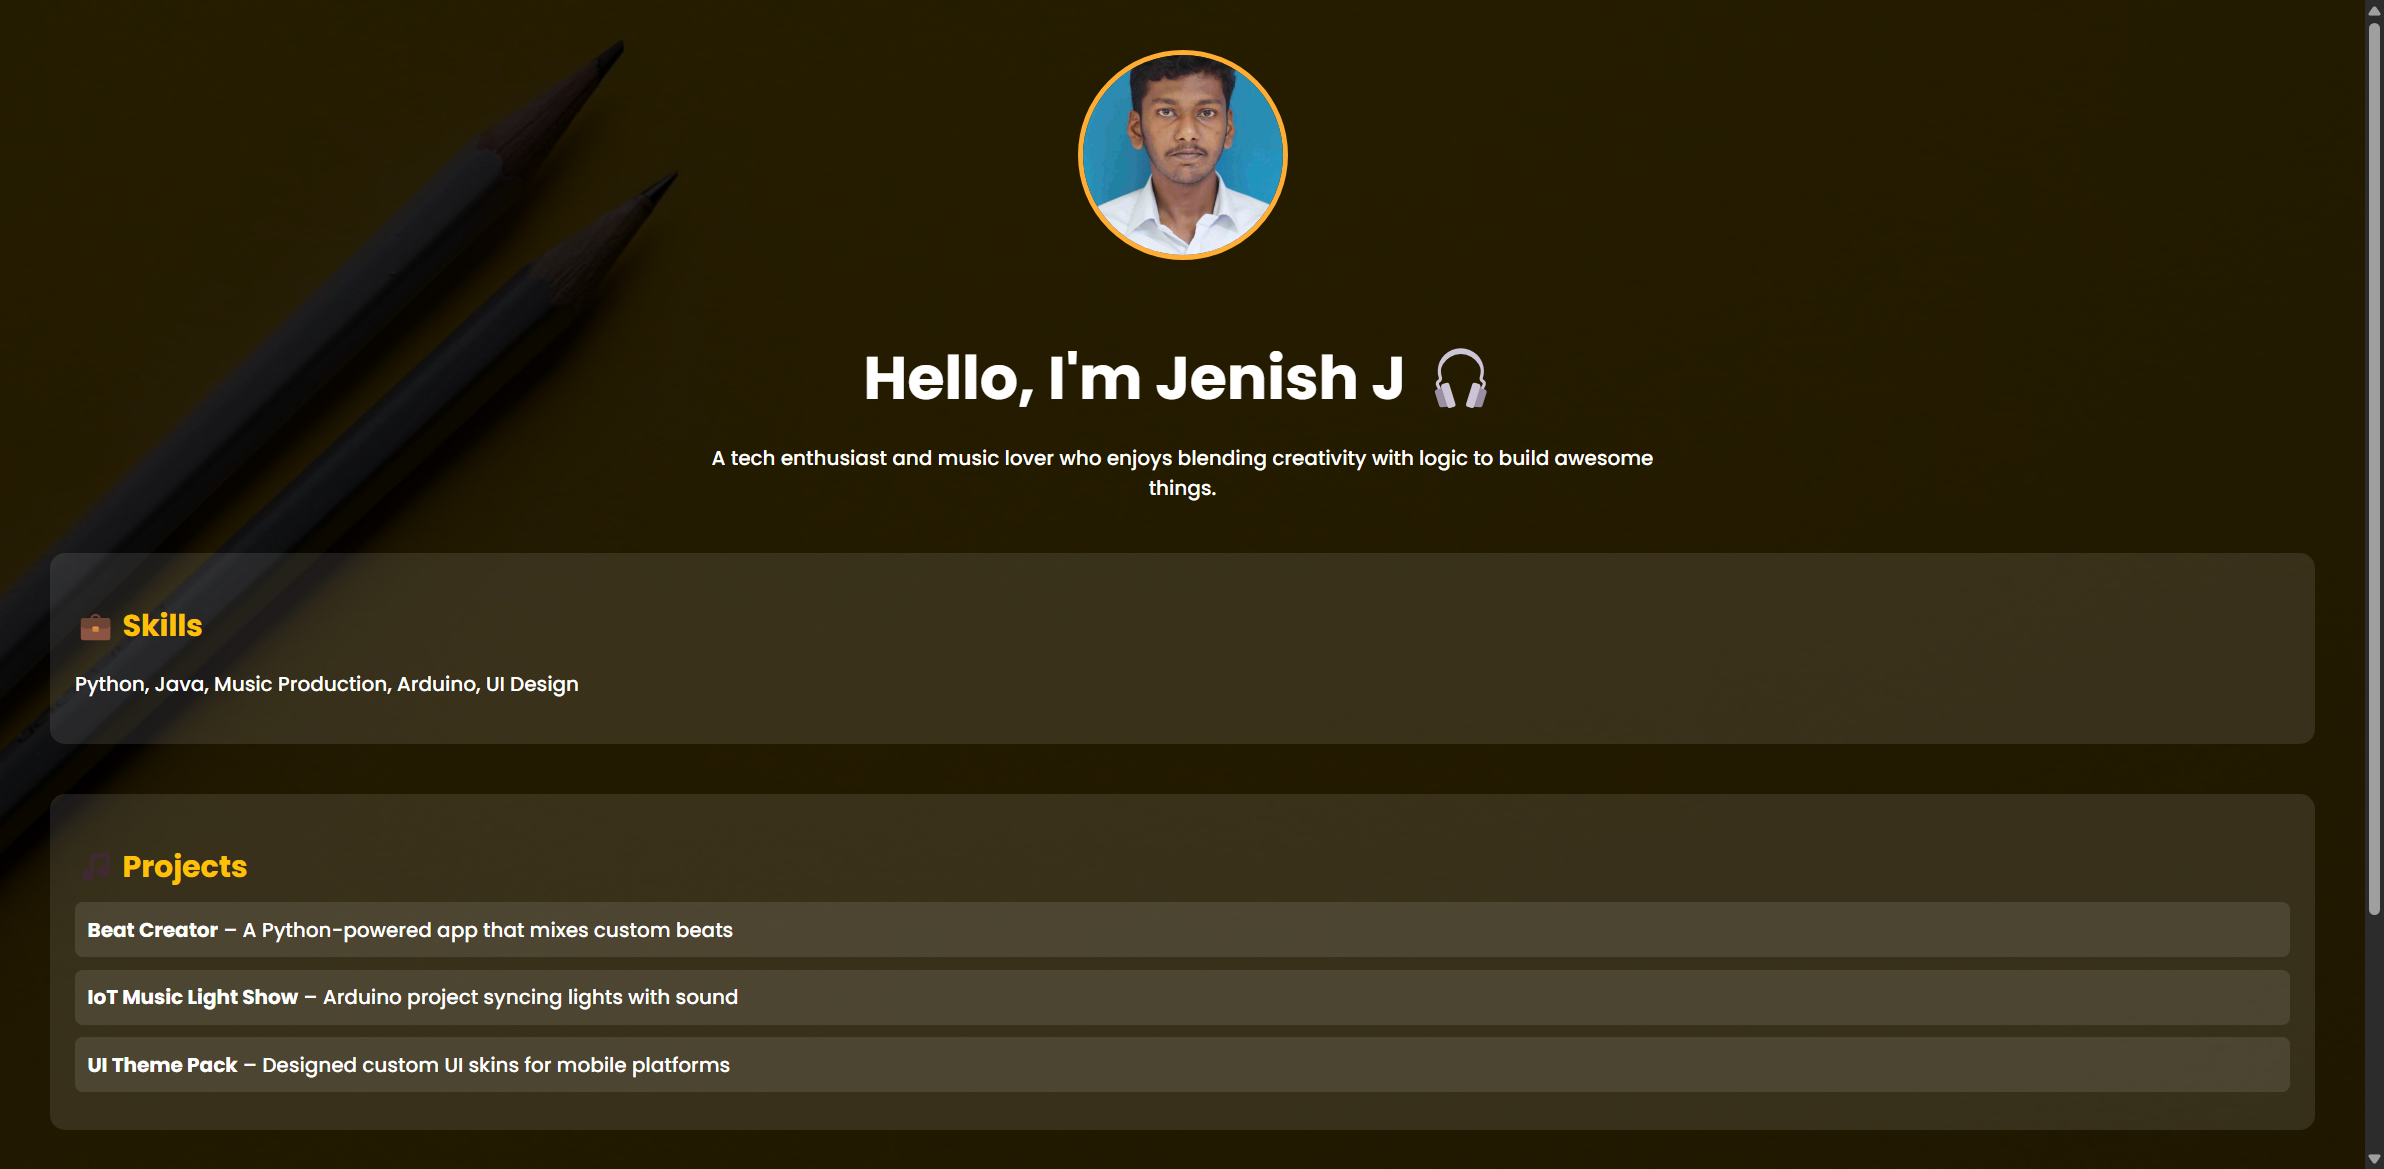 Hello, I'm Jenish J 🎧
A tech enthusiast and music lover who enjoys blending creativity with logic to build awesome
things.
💼 Skills
Python, Java, Music Production, Arduino, UI Design
🎵 Projects
Beat Creator – A Python-powered app that mixes custom beats
IoT Music Light Show – Arduino project syncing lights with sound
UI Theme Pack – Designed custom UI skins for mobile platforms